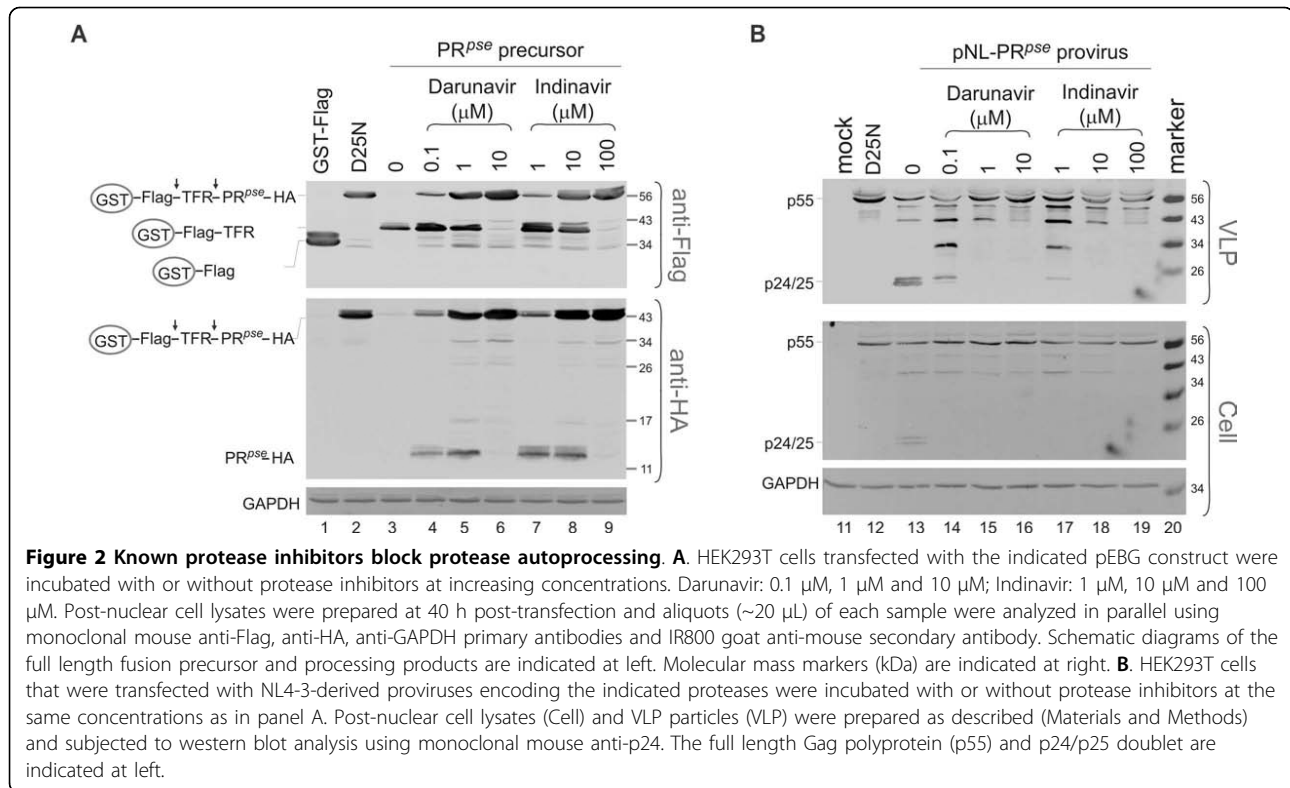 A
PR^pse precursor
Darunavir (μM)
Indinavir (μM)
GST-Flag
D25N
0
0.1
1
10
1
10
100
GST-Flag-TFR-PR^pse-HA
GST-Flag-TFR
GST-Flag
56
43
34
anti-Flag
GST-Flag-TFR-PR^pse-HA
PR^pse-HA
43
34
26
17
11
anti-HA
GAPDH
1 2 3 4 5 6 7 8 9
B
pNL-PR^pse provirus
Darunavir (μM)
Indinavir (μM)
mock
D25N
0
0.1
1
10
1
10
100
marker
p55
p24/25
56
43
34
26
VLP
p55
p24/25
56
43
34
26
Cell
GAPDH
34
11 12 13 14 15 16 17 18 19 20
Figure 2 Known protease inhibitors block protease autoprocessing. A. HEK293T cells transfected with the indicated pEBG construct were
incubated with or without protease inhibitors at increasing concentrations. Darunavir: 0.1 μM, 1 μM and 10 μM; Indinavir: 1 μM, 10 μM and 100
μM. Post-nuclear cell lysates were prepared at 40 h post-transfection and aliquots (~20 μL) of each sample were analyzed in parallel using
monoclonal mouse anti-Flag, anti-HA, anti-GAPDH primary antibodies and IR800 goat anti-mouse secondary antibody. Schematic diagrams of the
full length fusion precursor and processing products are indicated at left. Molecular mass markers (kDa) are indicated at right. B. HEK293T cells
that were transfected with NL4-3-derived proviruses encoding the indicated proteases were incubated with or without protease inhibitors at the
same concentrations as in panel A. Post-nuclear cell lysates (Cell) and VLP particles (VLP) were prepared as described (Materials and Methods)
and subjected to western blot analysis using monoclonal mouse anti-p24. The full length Gag polyprotein (p55) and p24/p25 doublet are
indicated at left.